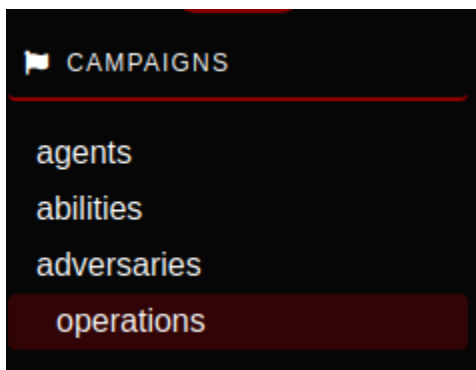 CAMPAIGNS
agents
abilities
adversaries
operations